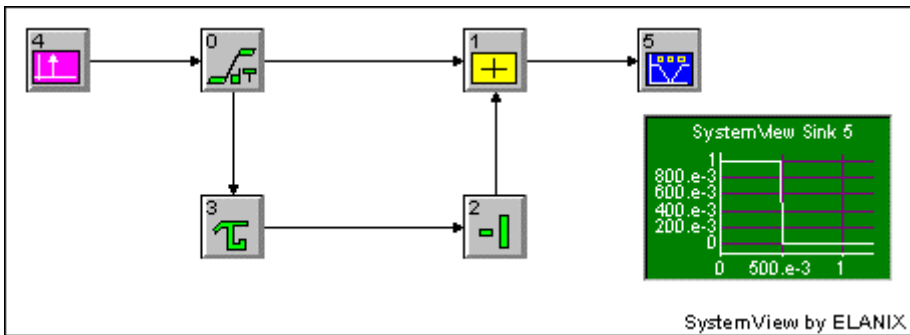 4
0
1
5
SystemView Sink 5
1
800.e-3
600.e-3
400.e-3
200.e-3
0
0 500.e-3 1
3
2
SystemView by ELANIX